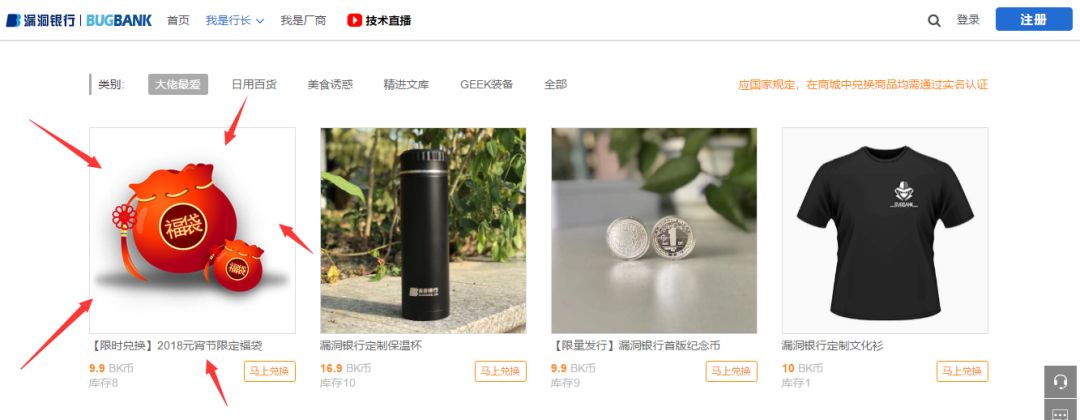 漏洞银行 | BUGBANK 首页 我是行长 我是厂商 技术直播 登录 注册
类别: 大佬最爱 日用百货 美食诱惑 精进文库 GEEK装备 全部 应国家规定，在商城中兑换商品均需通过实名认证
福袋
福袋
漏洞银行
1
BUGBANK
【限时兑换】2018元宵节限定福袋
9.9 BK币 马上兑换
库存8
漏洞银行定制保温杯
16.9 BK币 马上兑换
库存10
【限量发行】漏洞银行首版纪念币
9.9 BK币 马上兑换
库存9
漏洞银行定制文化衫
10 BK币 马上兑换
库存1